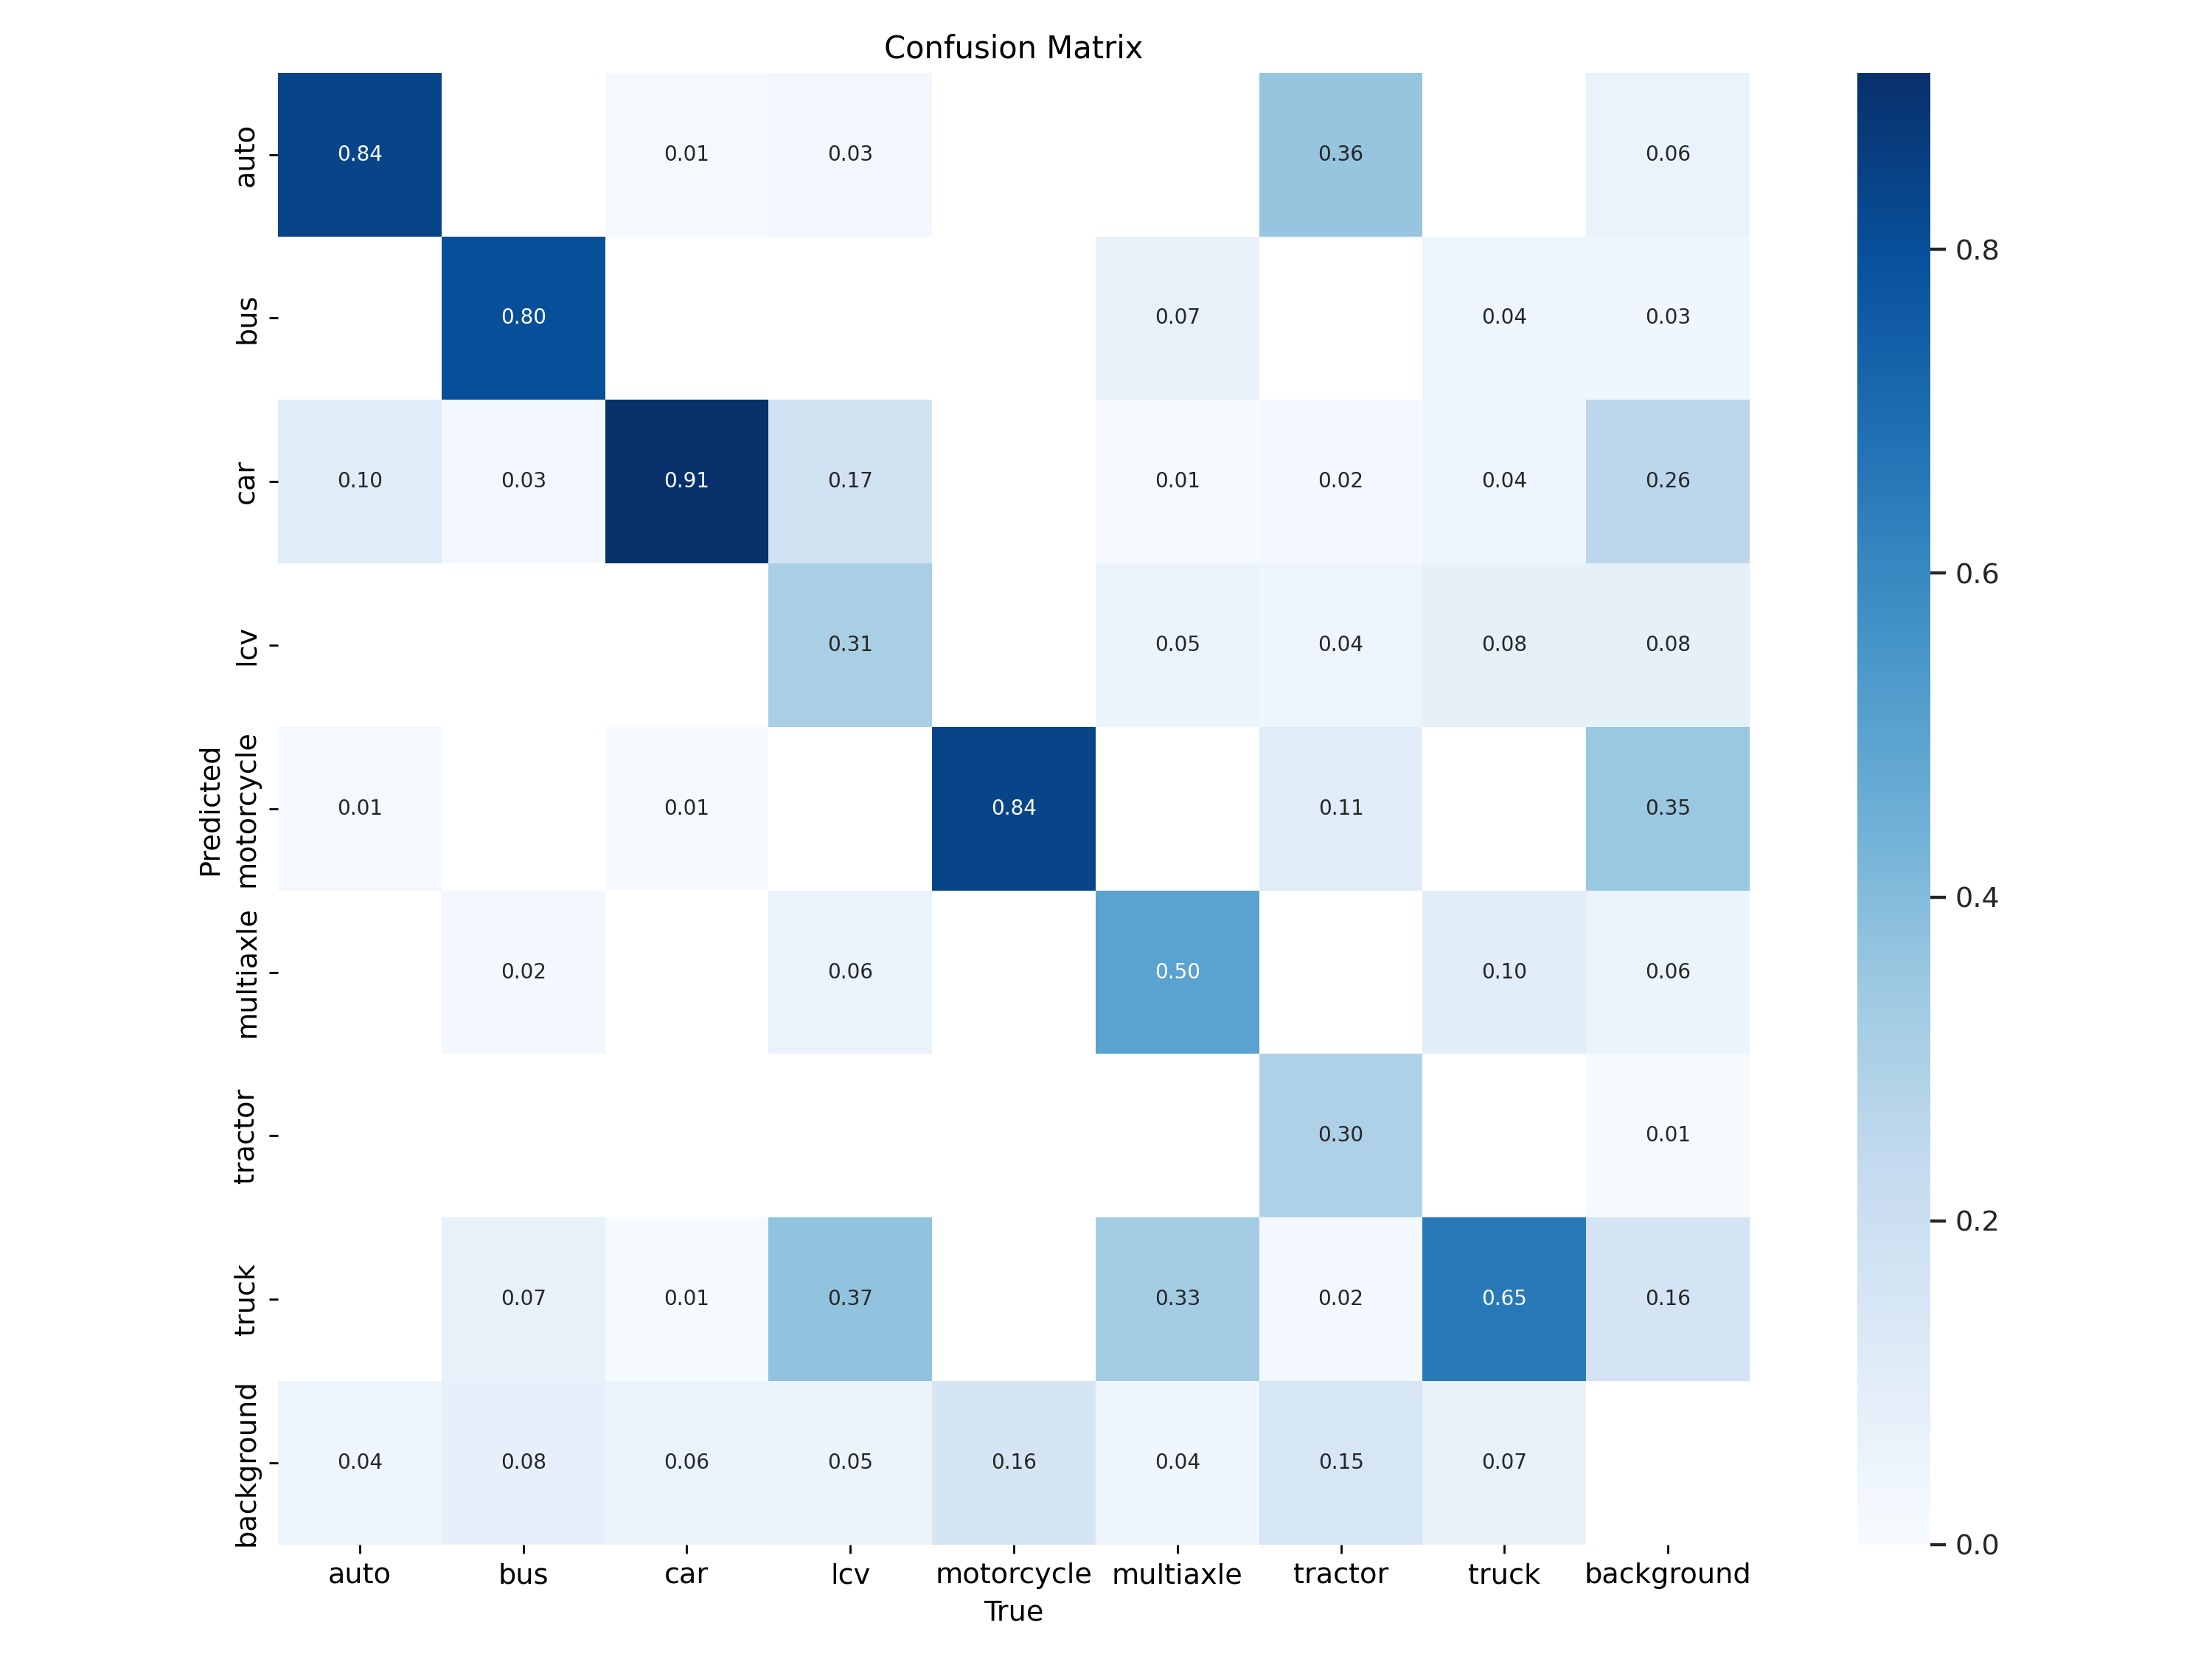 Confusion Matrix
auto 0.84 0.01 0.03 0.36 0.06
bus 0.80 0.07 0.04 0.03
car 0.10 0.03 0.91 0.17 0.01 0.02 0.04 0.26
lcv 0.31 0.05 0.04 0.08 0.08
motorcycle 0.01 0.01 0.84 0.11 0.35
multiaxle 0.02 0.06 0.50 0.10 0.06
tractor 0.30 0.01
truck 0.07 0.01 0.37 0.33 0.02 0.65 0.16
background 0.04 0.08 0.06 0.05 0.16 0.04 0.15 0.07
Predicted
auto bus car lcv motorcycle multiaxle tractor truck background
True
0.8
0.6
0.4
0.2
0.0